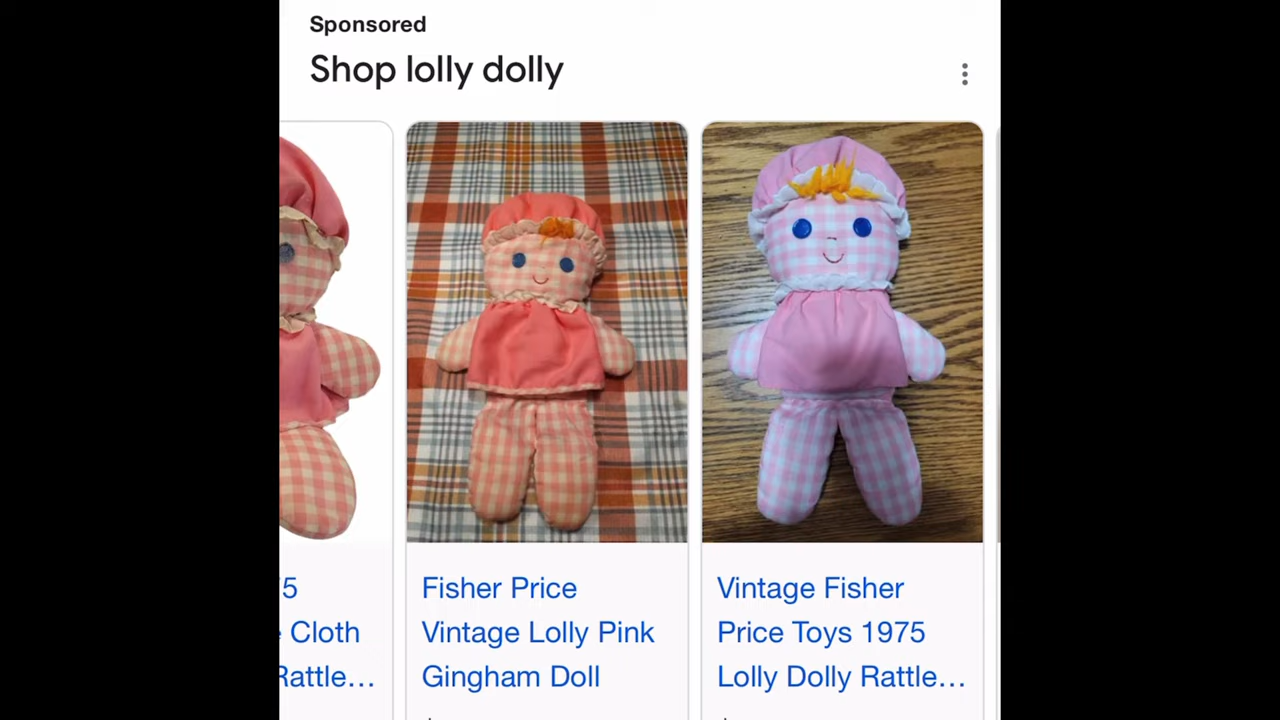 Sponsored
Shop lolly dolly
5
Cloth
Rattle…
Fisher Price
Vintage Lolly Pink
Gingham Doll
Vintage Fisher
Price Toys 1975
Lolly Dolly Rattle…